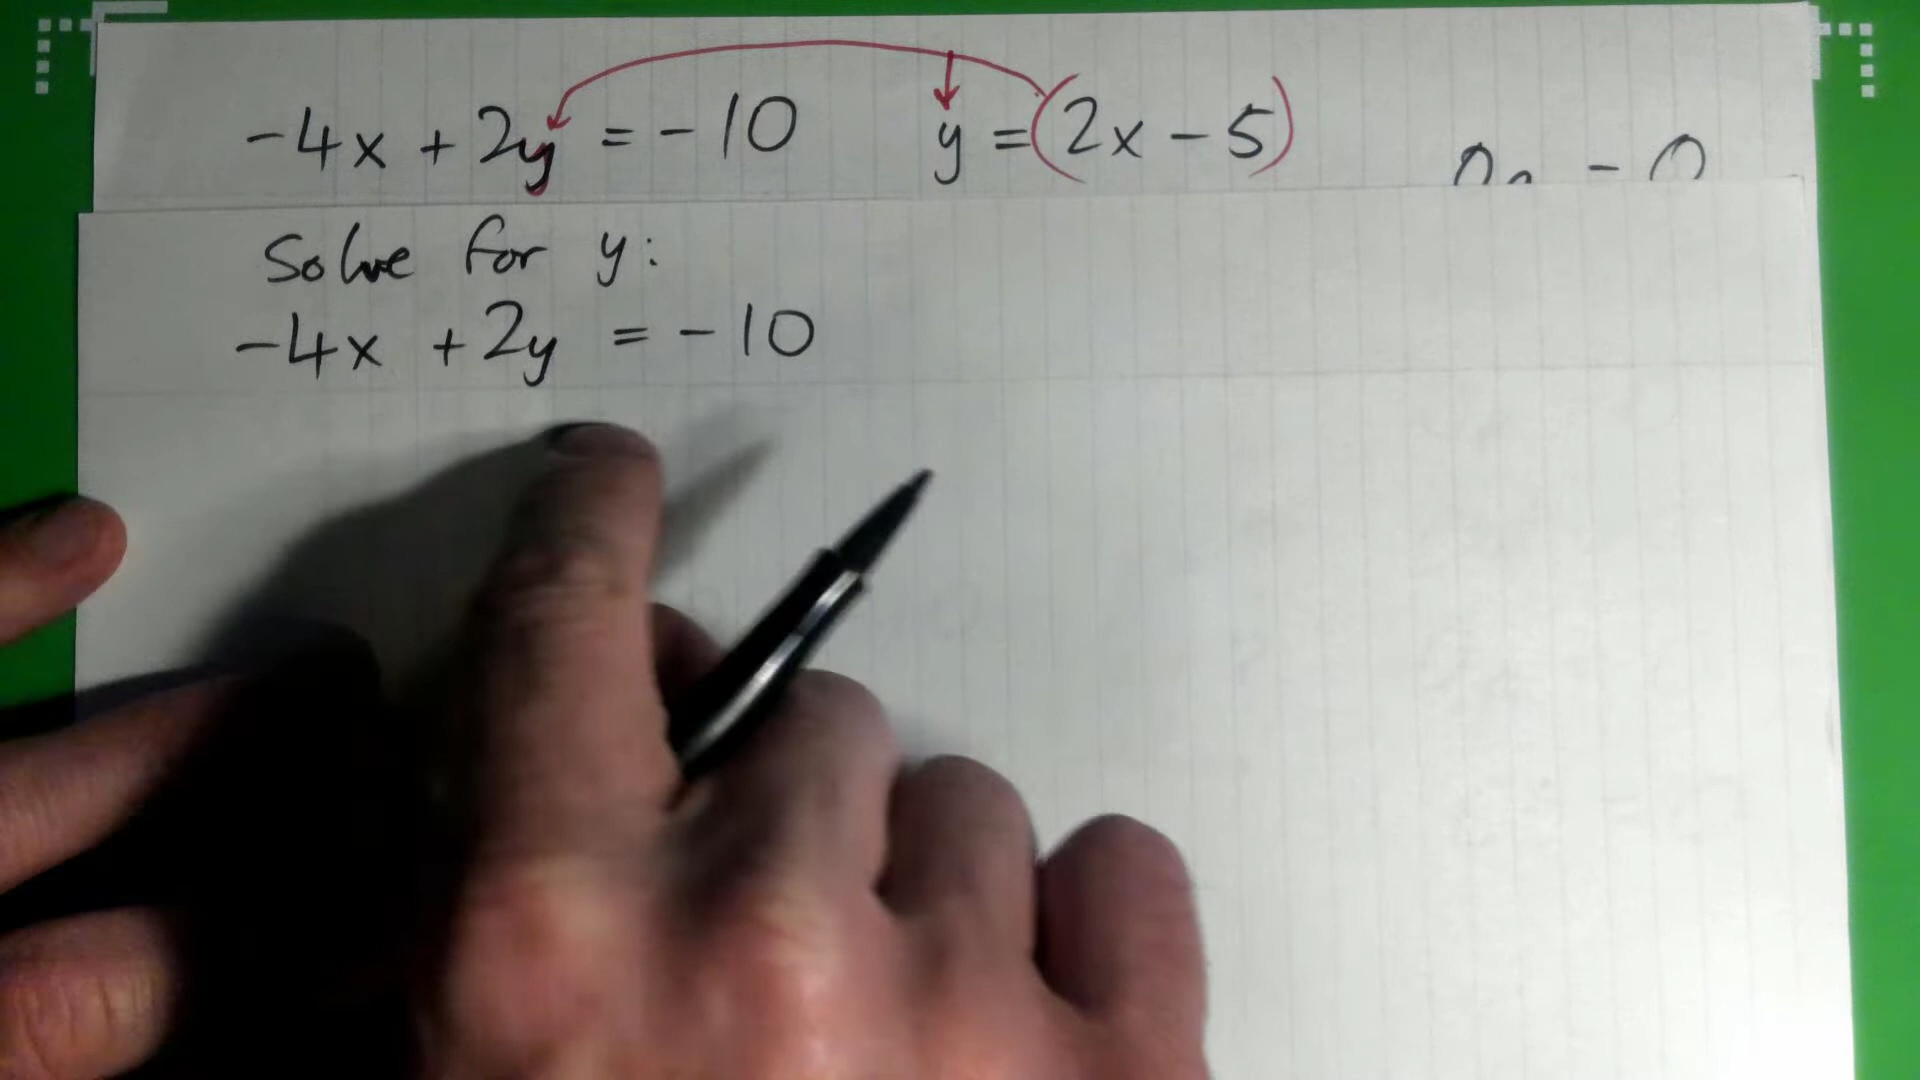 -4x + 2y = -10 y = (2x - 5)
Solve for y:
-4x + 2y = -10